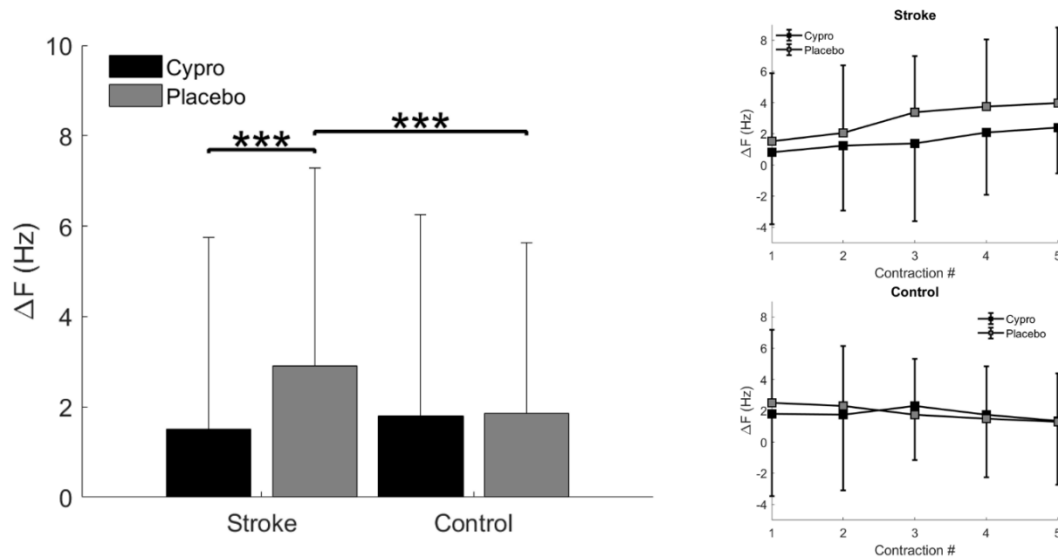 10
8
6
4
2
0
ΔF (Hz)
Cypro
Placebo
***
***
Stroke
Control
Stroke
Cypro
Placebo
8
6
4
2
0
-2
-4
ΔF (Hz)
1 2 3 4 5
Contraction #
Control
Cypro
Placebo
8
6
4
2
0
-2
-4
ΔF (Hz)
1 2 3 4 5
Contraction #